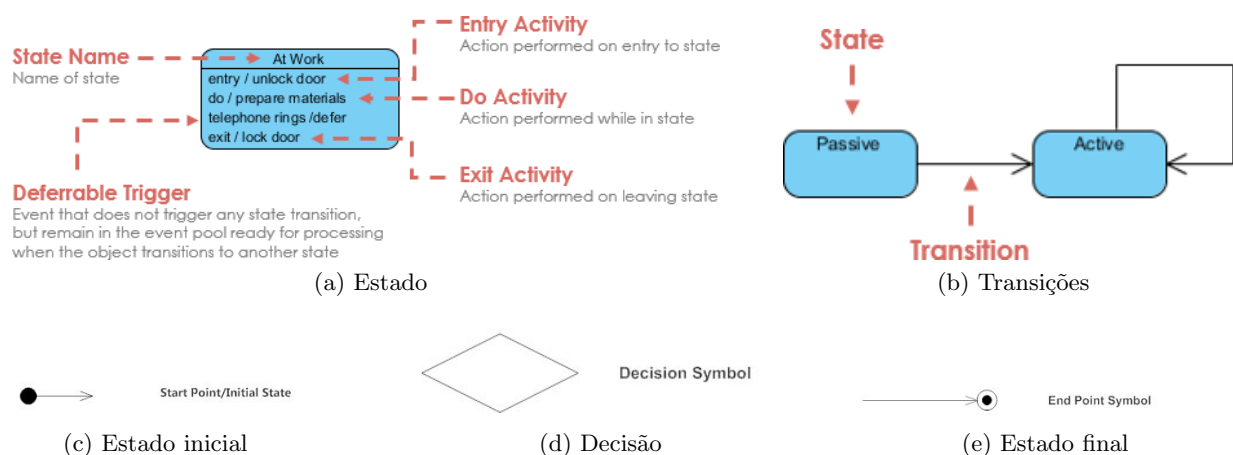 State Name
Name of state
At Work
entry / unlock door
do / prepare materials
telephone rings /defer
exit / lock door
Entry Activity
Action performed on entry to state
Do Activity
Action performed while in state
Exit Activity
Action performed on leaving state
Deferrable Trigger
Event that does not trigger any state transition,
but remain in the event pool ready for processing
when the object transitions to another state
(a) Estado
State
Passive
Active
Transition
(b) Transições
Start Point/Initial State
(c) Estado inicial
Decision Symbol
(d) Decisão
End Point Symbol
(e) Estado final